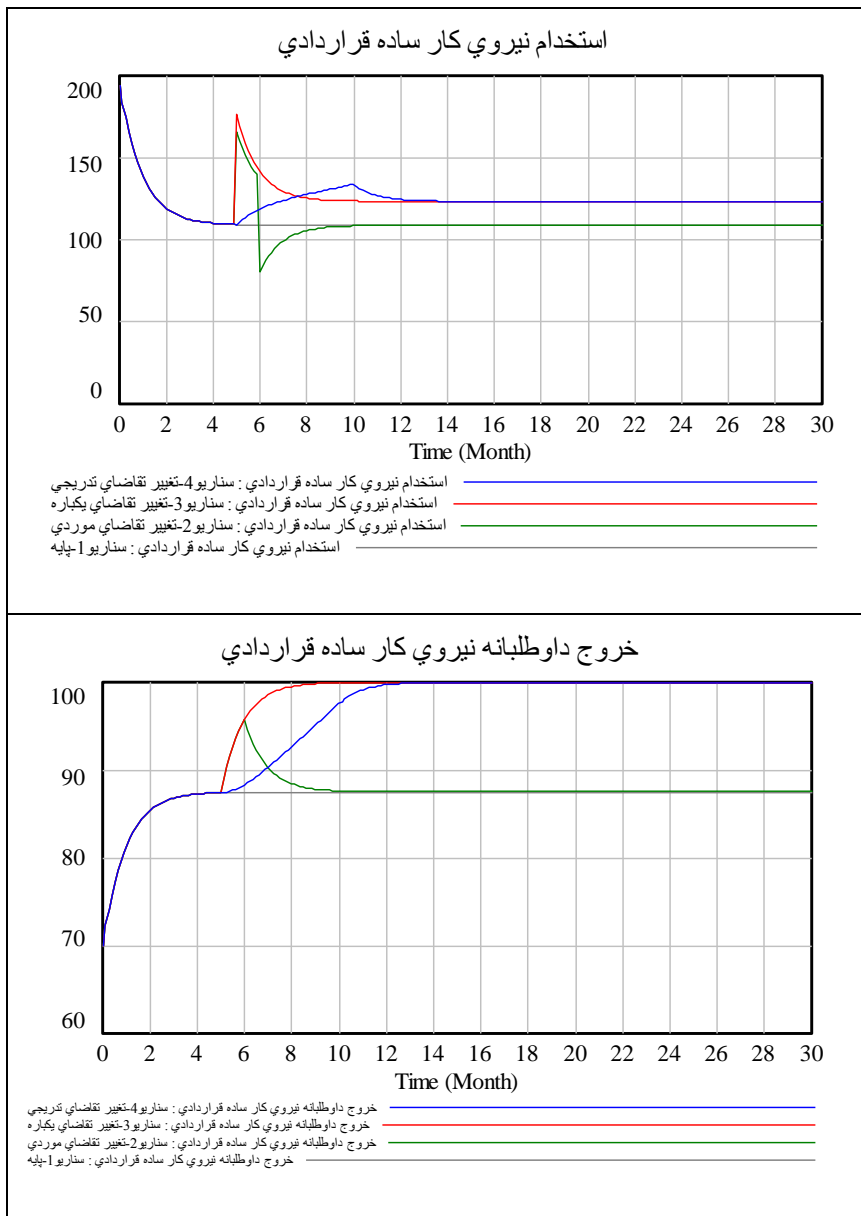 استخدام نيروي كار ساده قراردادي
200
150
100
50
0
0 2 4 6 8 10 12 14 16 18 20 22 24 26 28 30
Time (Month)
استخدام نيروي كار ساده قراردادي : سناريو4-تغيير تقاضاي تدريجي
استخدام نيروي كار ساده قراردادي : سناريو3-تغيير تقاضاي يكباره
استخدام نيروي كار ساده قراردادي : سناريو2-تغيير تقاضاي موردي
استخدام نيروي كار ساده قراردادي : سناريو1-پايه
خروج داوطلبانه نيروي كار ساده قراردادي
100
90
80
70
60
0 2 4 6 8 10 12 14 16 18 20 22 24 26 28 30
Time (Month)
خروج داوطلبانه نيروي كار ساده قراردادي : سناريو4-تغيير تقاضاي تدريجي
خروج داوطلبانه نيروي كار ساده قراردادي : سناريو3-تغيير تقاضاي يكباره
خروج داوطلبانه نيروي كار ساده قراردادي : سناريو2-تغيير تقاضاي موردي
خروج داوطلبانه نيروي كار ساده قراردادي : سناريو1-پايه